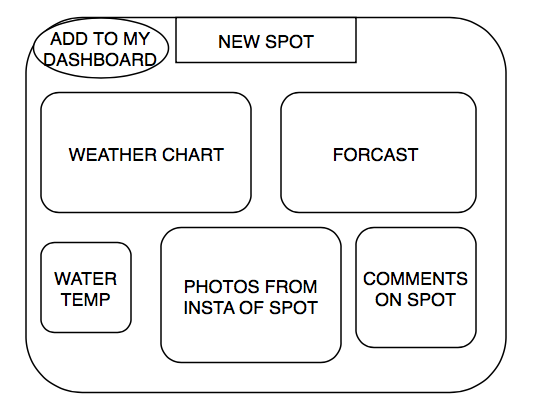 ADD TO MY
DASHBOARD
NEW SPOT
WEATHER CHART
FORCAST
WATER
TEMP
PHOTOS FROM
INSTA OF SPOT
COMMENTS
ON SPOT